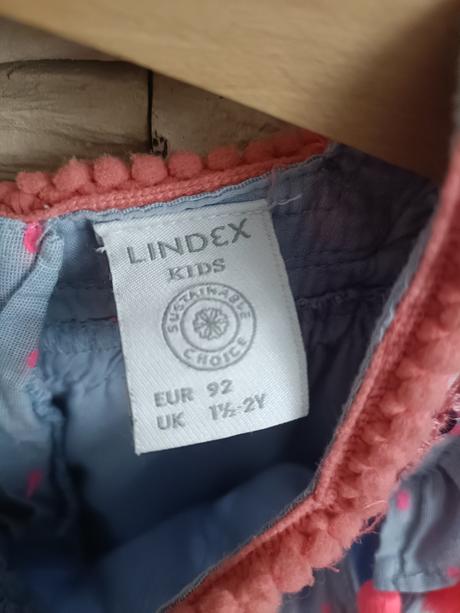 LINDEX
KIDS
SUSTAINABLE
CHOICE
EUR 92
UK 1½-2Y